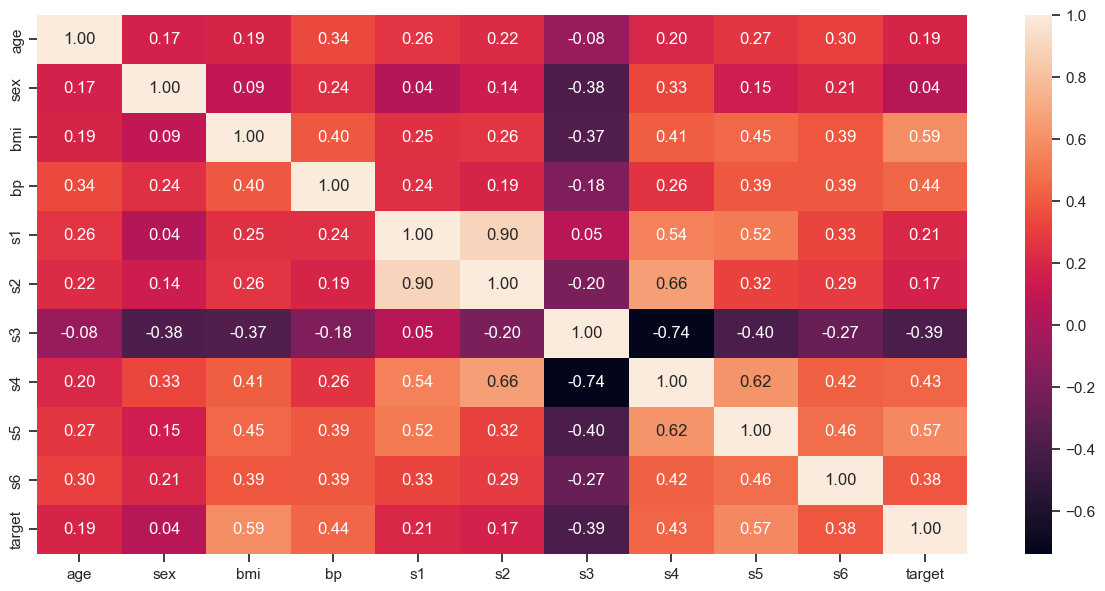 age 1.00 0.17 0.19 0.34 0.26 0.22 -0.08 0.20 0.27 0.30 0.19
sex 0.17 1.00 0.09 0.24 0.04 0.14 -0.38 0.33 0.15 0.21 0.04
bmi 0.19 0.09 1.00 0.40 0.25 0.26 -0.37 0.41 0.45 0.39 0.59
bp 0.34 0.24 0.40 1.00 0.24 0.19 -0.18 0.26 0.39 0.39 0.44
s1 0.26 0.04 0.25 0.24 1.00 0.90 0.05 0.54 0.52 0.33 0.21
s2 0.22 0.14 0.26 0.19 0.90 1.00 -0.20 0.66 0.32 0.29 0.17
s3 -0.08 -0.38 -0.37 -0.18 0.05 -0.20 1.00 -0.74 -0.40 -0.27 -0.39
s4 0.20 0.33 0.41 0.26 0.54 0.66 -0.74 1.00 0.62 0.42 0.43
s5 0.27 0.15 0.45 0.39 0.52 0.32 -0.40 0.62 1.00 0.46 0.57
s6 0.30 0.21 0.39 0.39 0.33 0.29 -0.27 0.42 0.46 1.00 0.38
target 0.19 0.04 0.59 0.44 0.21 0.17 -0.39 0.43 0.57 0.38 1.00
age sex bmi bp s1 s2 s3 s4 s5 s6 target
1.0
0.8
0.6
0.4
0.2
0.0
−0.2
−0.4
−0.6